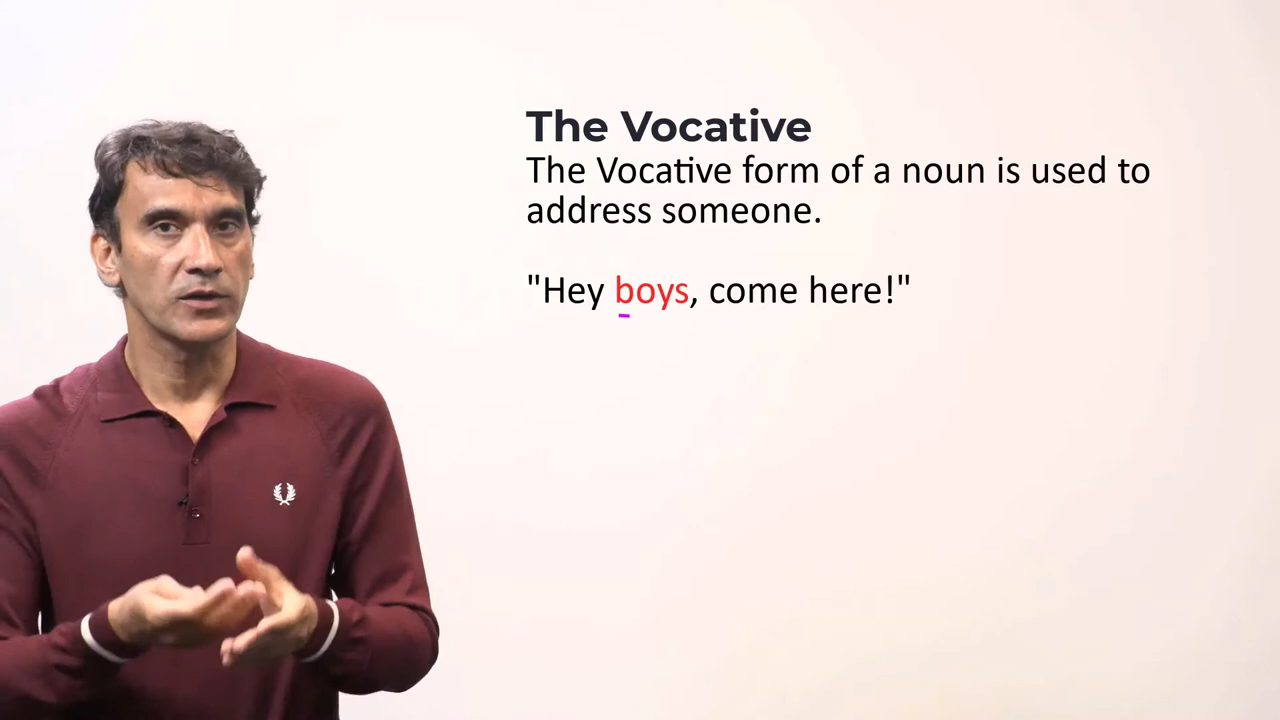 The Vocative
The Vocative form of a noun is used to
address someone.
"Hey boys, come here!"